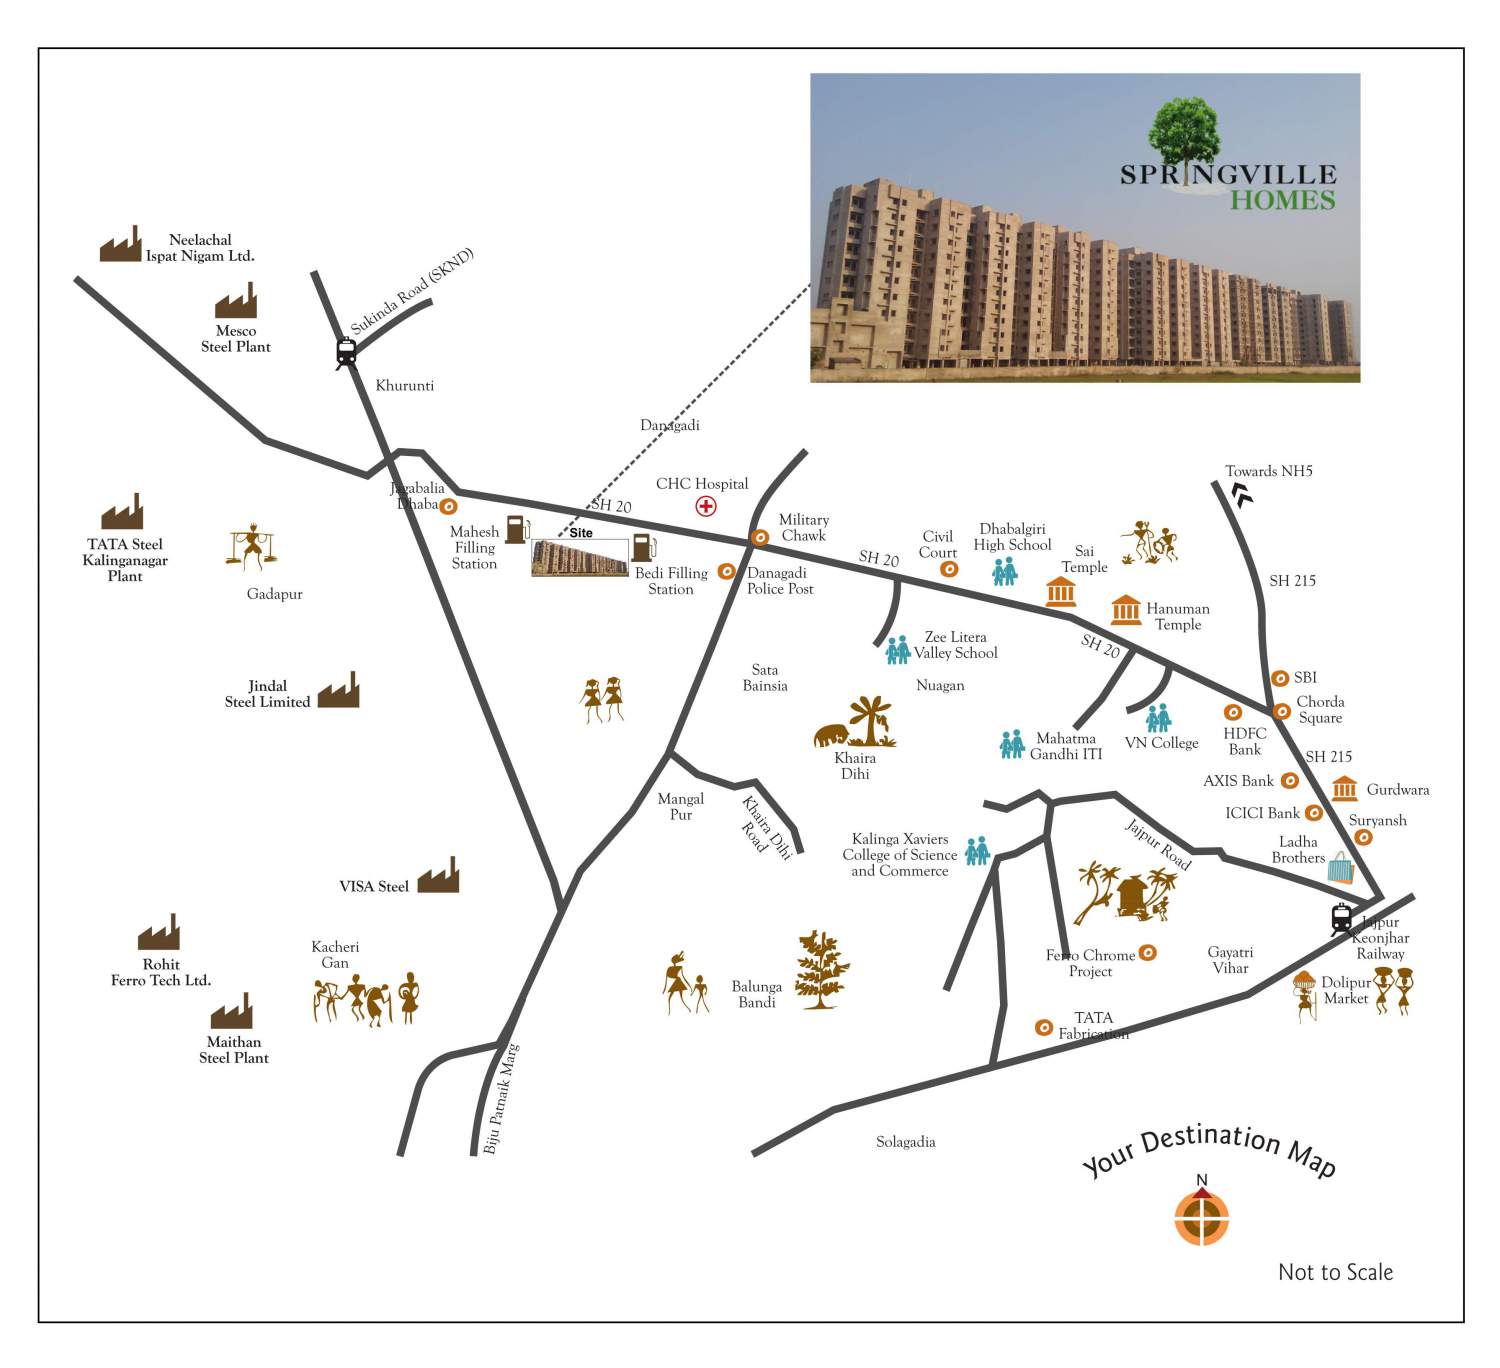 SPRINGVILLE
HOMES
Neelachal
Ispat Nigam Ltd.
Mesco
Steel Plant
Sukinda Road (SKND)
Khurunti
Danagadi
Jagabalia
Dhaba
SH 20
CHC Hospital
Towards NH5
Mahesh
Filling
Station
Site
Bedi Filling
Station
Military
Chawk
Danagadi
Police Post
SH 20
Civil
Court
Dhabalgiri
High School
Sai
Temple
Hanuman
Temple
SH 20
SH 215
TATA Steel
Kalinganagar
Plant
Gadapur
Zee Litera
Valley School
Nuagan
Sata
Bainsia
Jindal
Steel Limited
SBI
Chorda
Square
HDFC
Bank
SH 215
Mahatma
Gandhi ITI
VN College
Khaira
Dihi
AXIS Bank
Gurdwara
ICICI Bank
Suryansh
Ladha
Brothers
Mangal
Pur
Khaira Dihi
Road
Kalinga Xaviers
College of Science
and Commerce
Jajpur Road
VISA Steel
Rohit
Ferro Tech Ltd.
Kacheri
Gan
Maithan
Steel Plant
Balunga
Bandi
Ferro Chrome
Project
Gayatri
Vihar
Jajpur
Keonjhar
Railway
Dolipur
Market
TATA
Fabrication
Biju Patnaik Marg
Solagadia
Your Destination Map
N
Not to Scale